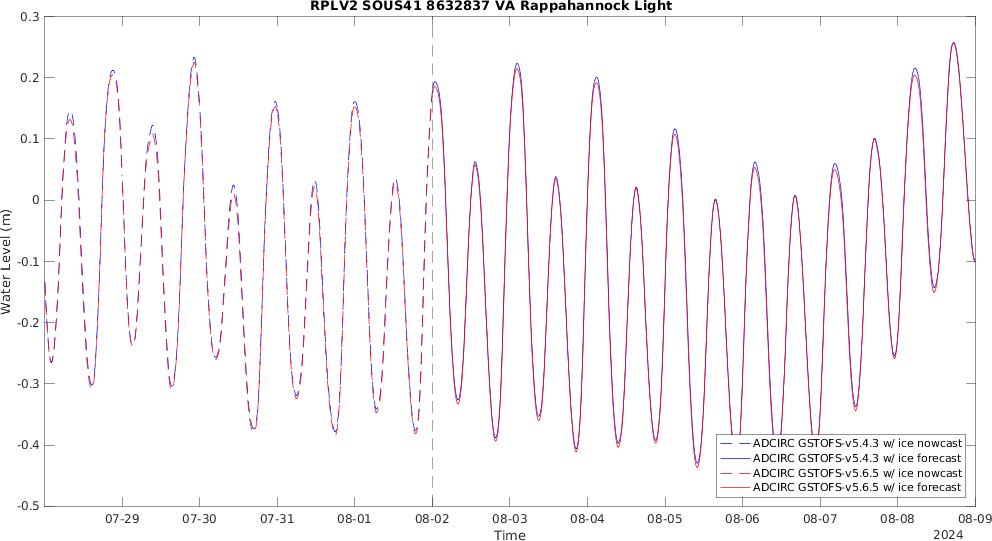 RPLV2 SOUS41 8632837 VA Rappahannock Light
Water Level (m)
0.3
0.2
0.1
0
-0.1
-0.2
-0.3
-0.4
-0.5
ADCIRC GSTOFS-v5.4.3 w/ ice nowcast
ADCIRC GSTOFS-v5.4.3 w/ ice forecast
ADCIRC GSTOFS-v5.6.5 w/ ice nowcast
ADCIRC GSTOFS-v5.6.5 w/ ice forecast
07-29 07-30 07-31 08-01 08-02 08-03 08-04 08-05 08-06 08-07 08-08 08-09
Time
2024